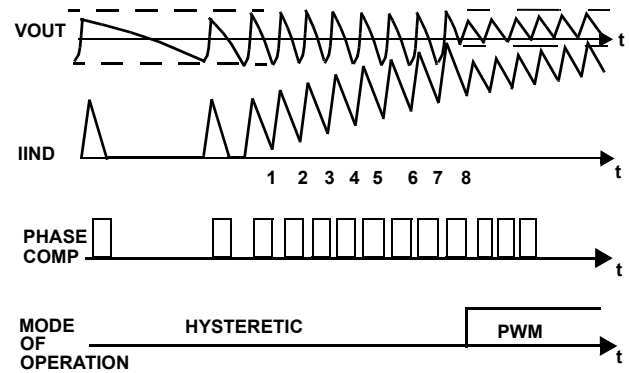 VOUT
t
IIND
1 2 3 4 5 6 7 8
t
PHASE
COMP
t
MODE
OF
OPERATION
HYSTERETIC
PWM
t